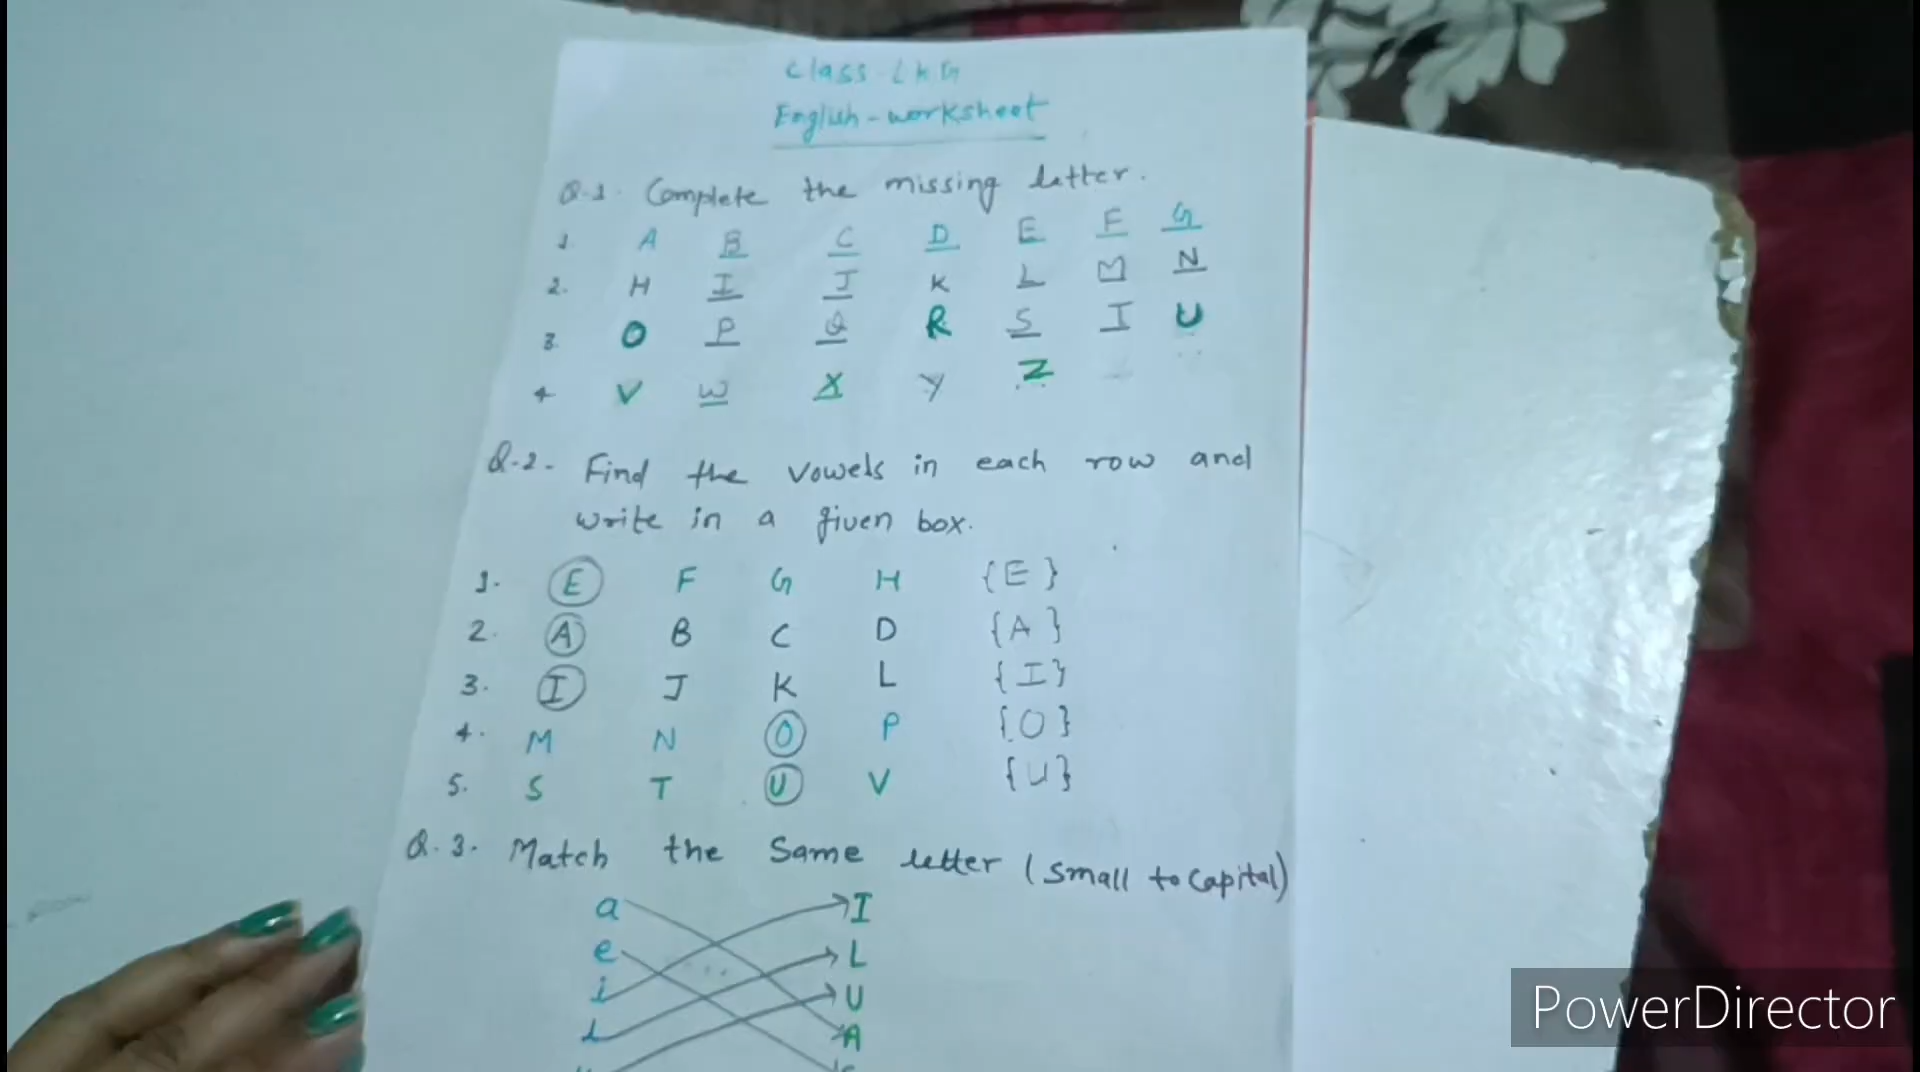 Class - LKG
English - worksheet
Q-1. Complete the missing letter.
1. A B C D E F G
2. H I J K L M N
3. O P Q R S I U
4 V W X Y Z
Q-2- Find the vowels in each row and
write in a given box.
1. E F G H {E}
2. A B C D {A}
3. I J K L {I}
4. M N O P {O}
5. S T U V {U}
Q.3. Match the Same letter (small to capital)
a I
e L
i U
l A
PowerDirector